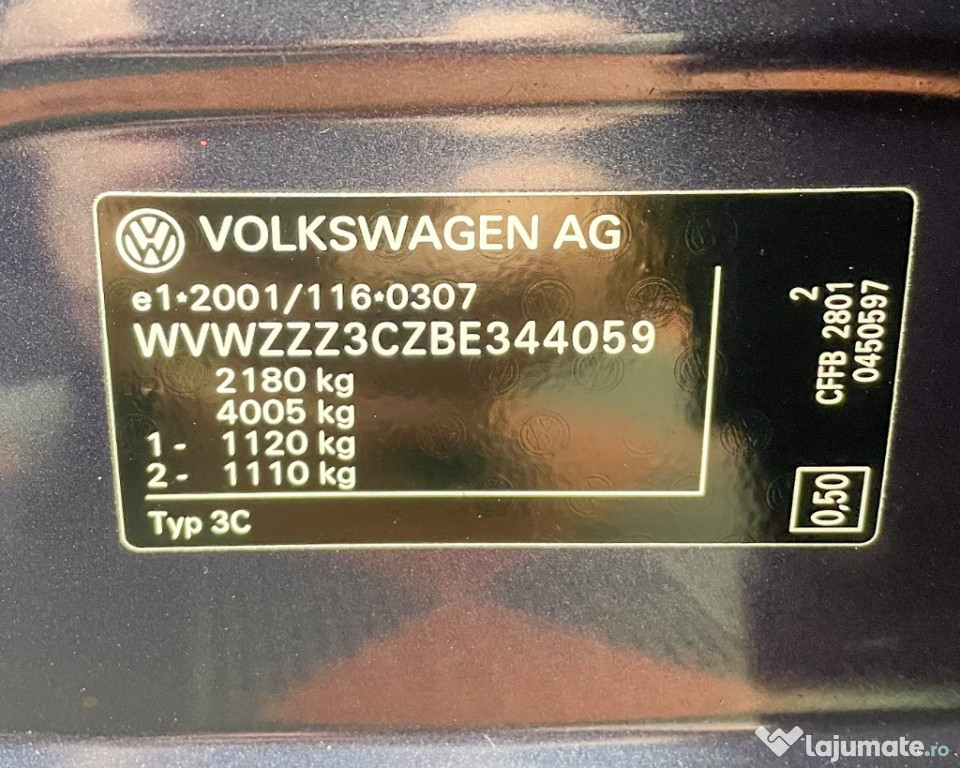 VOLKSWAGEN AG
e1*2001/116*0307
WVWZZZ3CZBE344059
2180 kg
4005 kg
1- 1120 kg
2- 1110 kg
Typ 3C
2
CFFB 2801
0450597
0,50
lajumate.ro